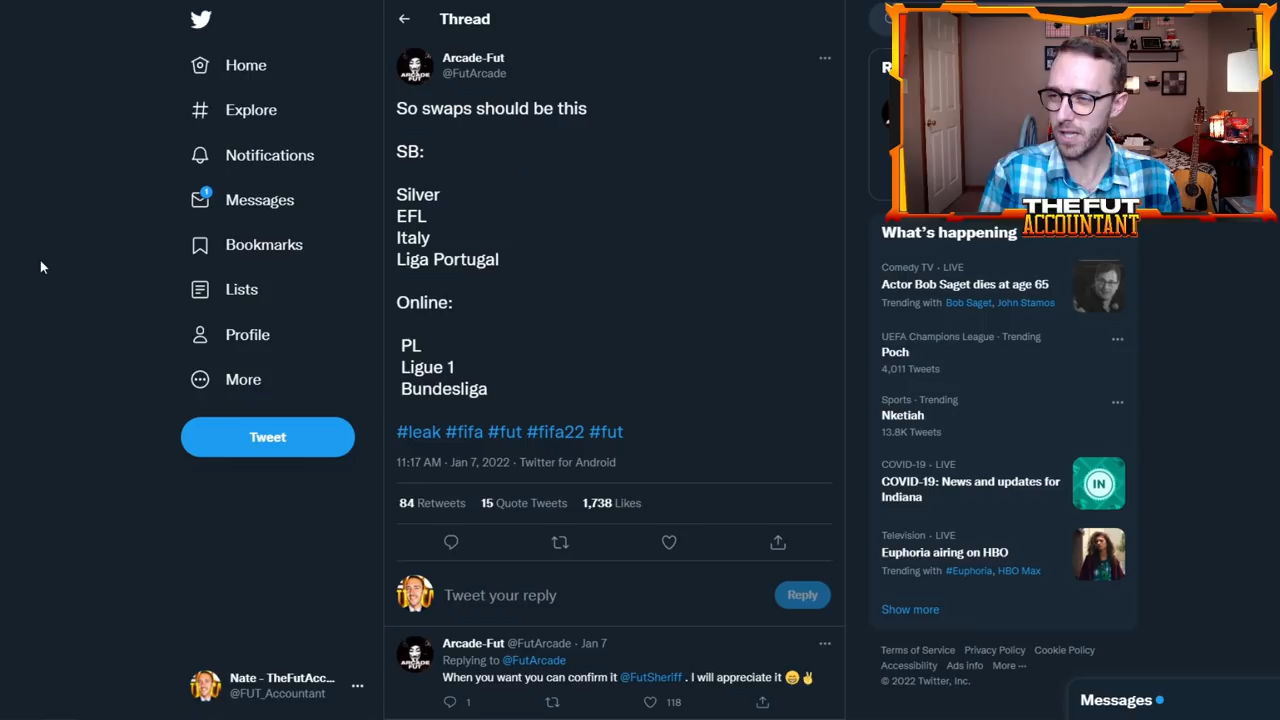 Thread
Home
Explore
Notifications
1
Messages
Bookmarks
Lists
Profile
More
Tweet
Nate - TheFutAcc...
@FUT_Accountant
Arcade-Fut
@FutArcade
ARCADE
FUT
So swaps should be this
SB:
Silver
EFL
Italy
Liga Portugal
Online:
PL
Ligue 1
Bundesliga
#leak #fifa #fut #fifa22 #fut
11:17 AM · Jan 7, 2022 · Twitter for Android
84 Retweets 15 Quote Tweets 1,738 Likes
Tweet your reply
Reply
Arcade-Fut @FutArcade · Jan 7
Replying to @FutArcade
When you want you can confirm it @FutSheriff . I will appreciate it 😁✌
1
118
R
THE FUT
ACCOUNTANT
What's happening
Comedy TV · LIVE
Actor Bob Saget dies at age 65
Trending with Bob Saget, John Stamos
UEFA Champions League · Trending
Poch
4,011 Tweets
Sports · Trending
Nketiah
13.8K Tweets
COVID-19 · LIVE
COVID-19: News and updates for
Indiana
IN
Television · LIVE
Euphoria airing on HBO
Trending with #Euphoria, HBO Max
Show more
Terms of Service Privacy Policy Cookie Policy
Accessibility Ads info More ···
© 2022 Twitter, Inc.
Messages